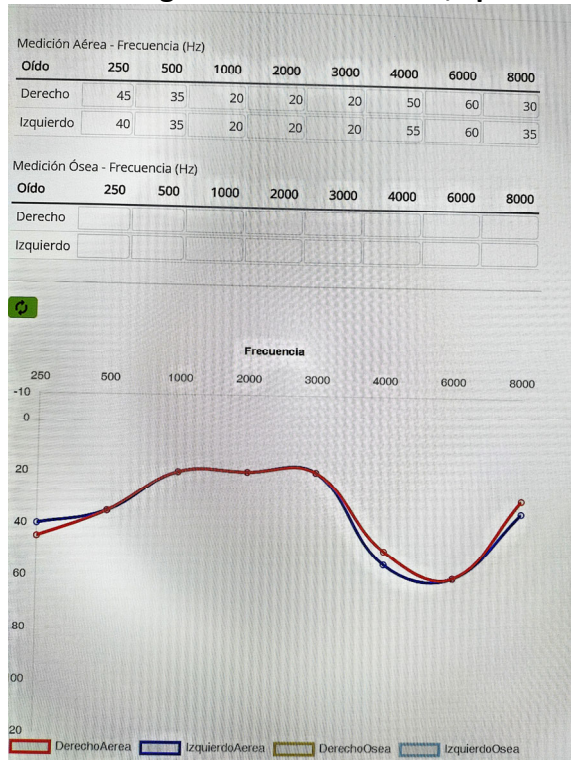 Medición Aérea - Frecuencia (Hz)
Oído 250 500 1000 2000 3000 4000 6000 8000
Derecho 45 35 20 20 20 50 60 30
Izquierdo 40 35 20 20 20 55 60 35
Medición Ósea - Frecuencia (Hz)
Oído 250 500 1000 2000 3000 4000 6000 8000
Derecho
Izquierdo
Frecuencia
250 500 1000 2000 3000 4000 6000 8000
-10
0
20
40
60
80
00
20
DerechoAerea IzquierdoAerea DerechoOsea IzquierdoOsea